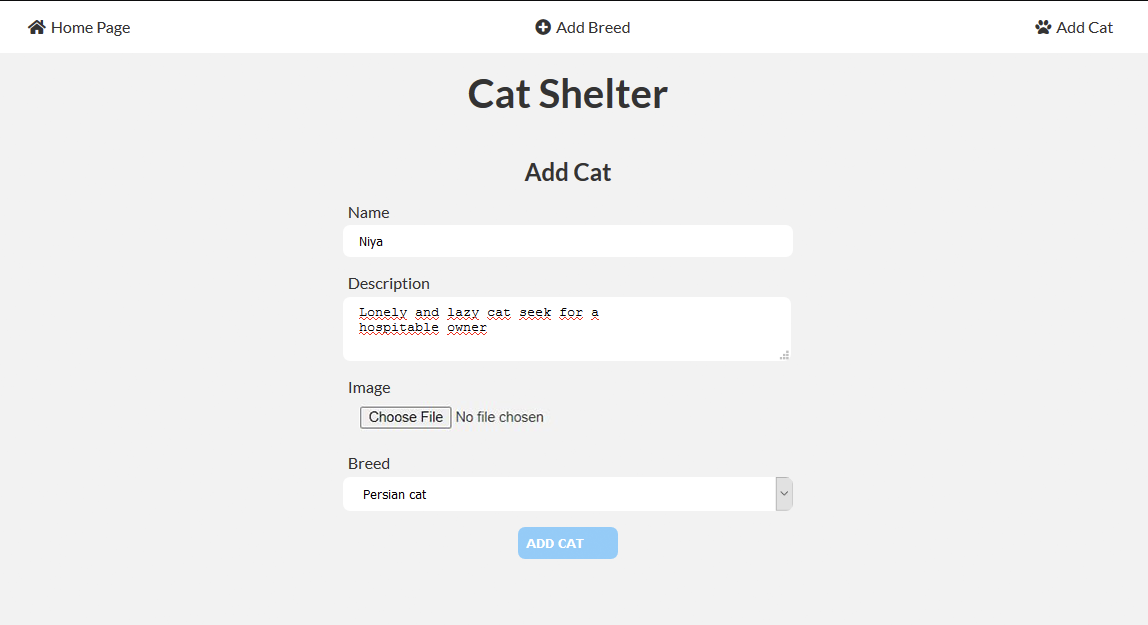 Home Page
Add Breed
Add Cat
Cat Shelter
Add Cat
Name
Niya
Description
Lonely and lazy cat seek for a
hospitable owner
Image
Choose File No file chosen
Breed
Persian cat
ADD CAT